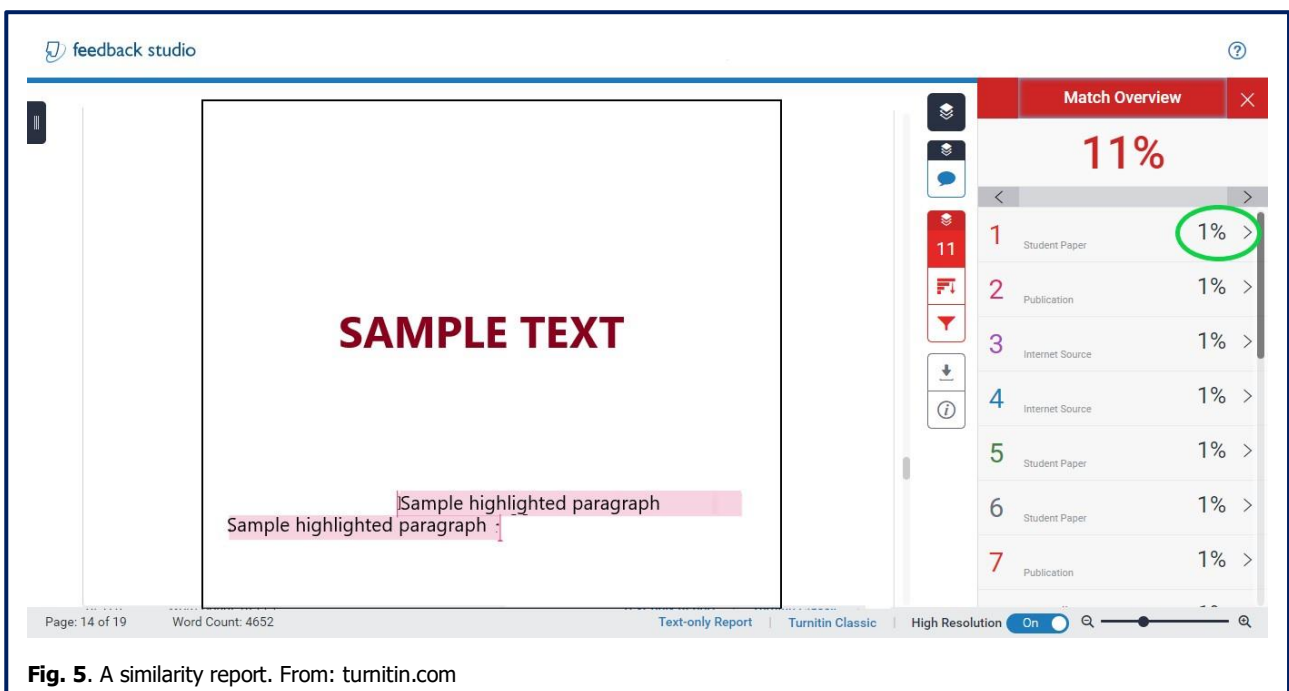 feedback studio
Match Overview
11%
SAMPLE TEXT
Sample highlighted paragraph
Sample highlighted paragraph
11
1 Student Paper 1%
2 Publication 1%
3 Internet Source 1%
4 Internet Source 1%
5 Student Paper 1%
6 Student Paper 1%
7 Publication 1%
Page: 14 of 19 Word Count: 4652 Text-only Report | Turnitin Classic | High Resolution On
Fig. 5. A similarity report. From: turnitin.com